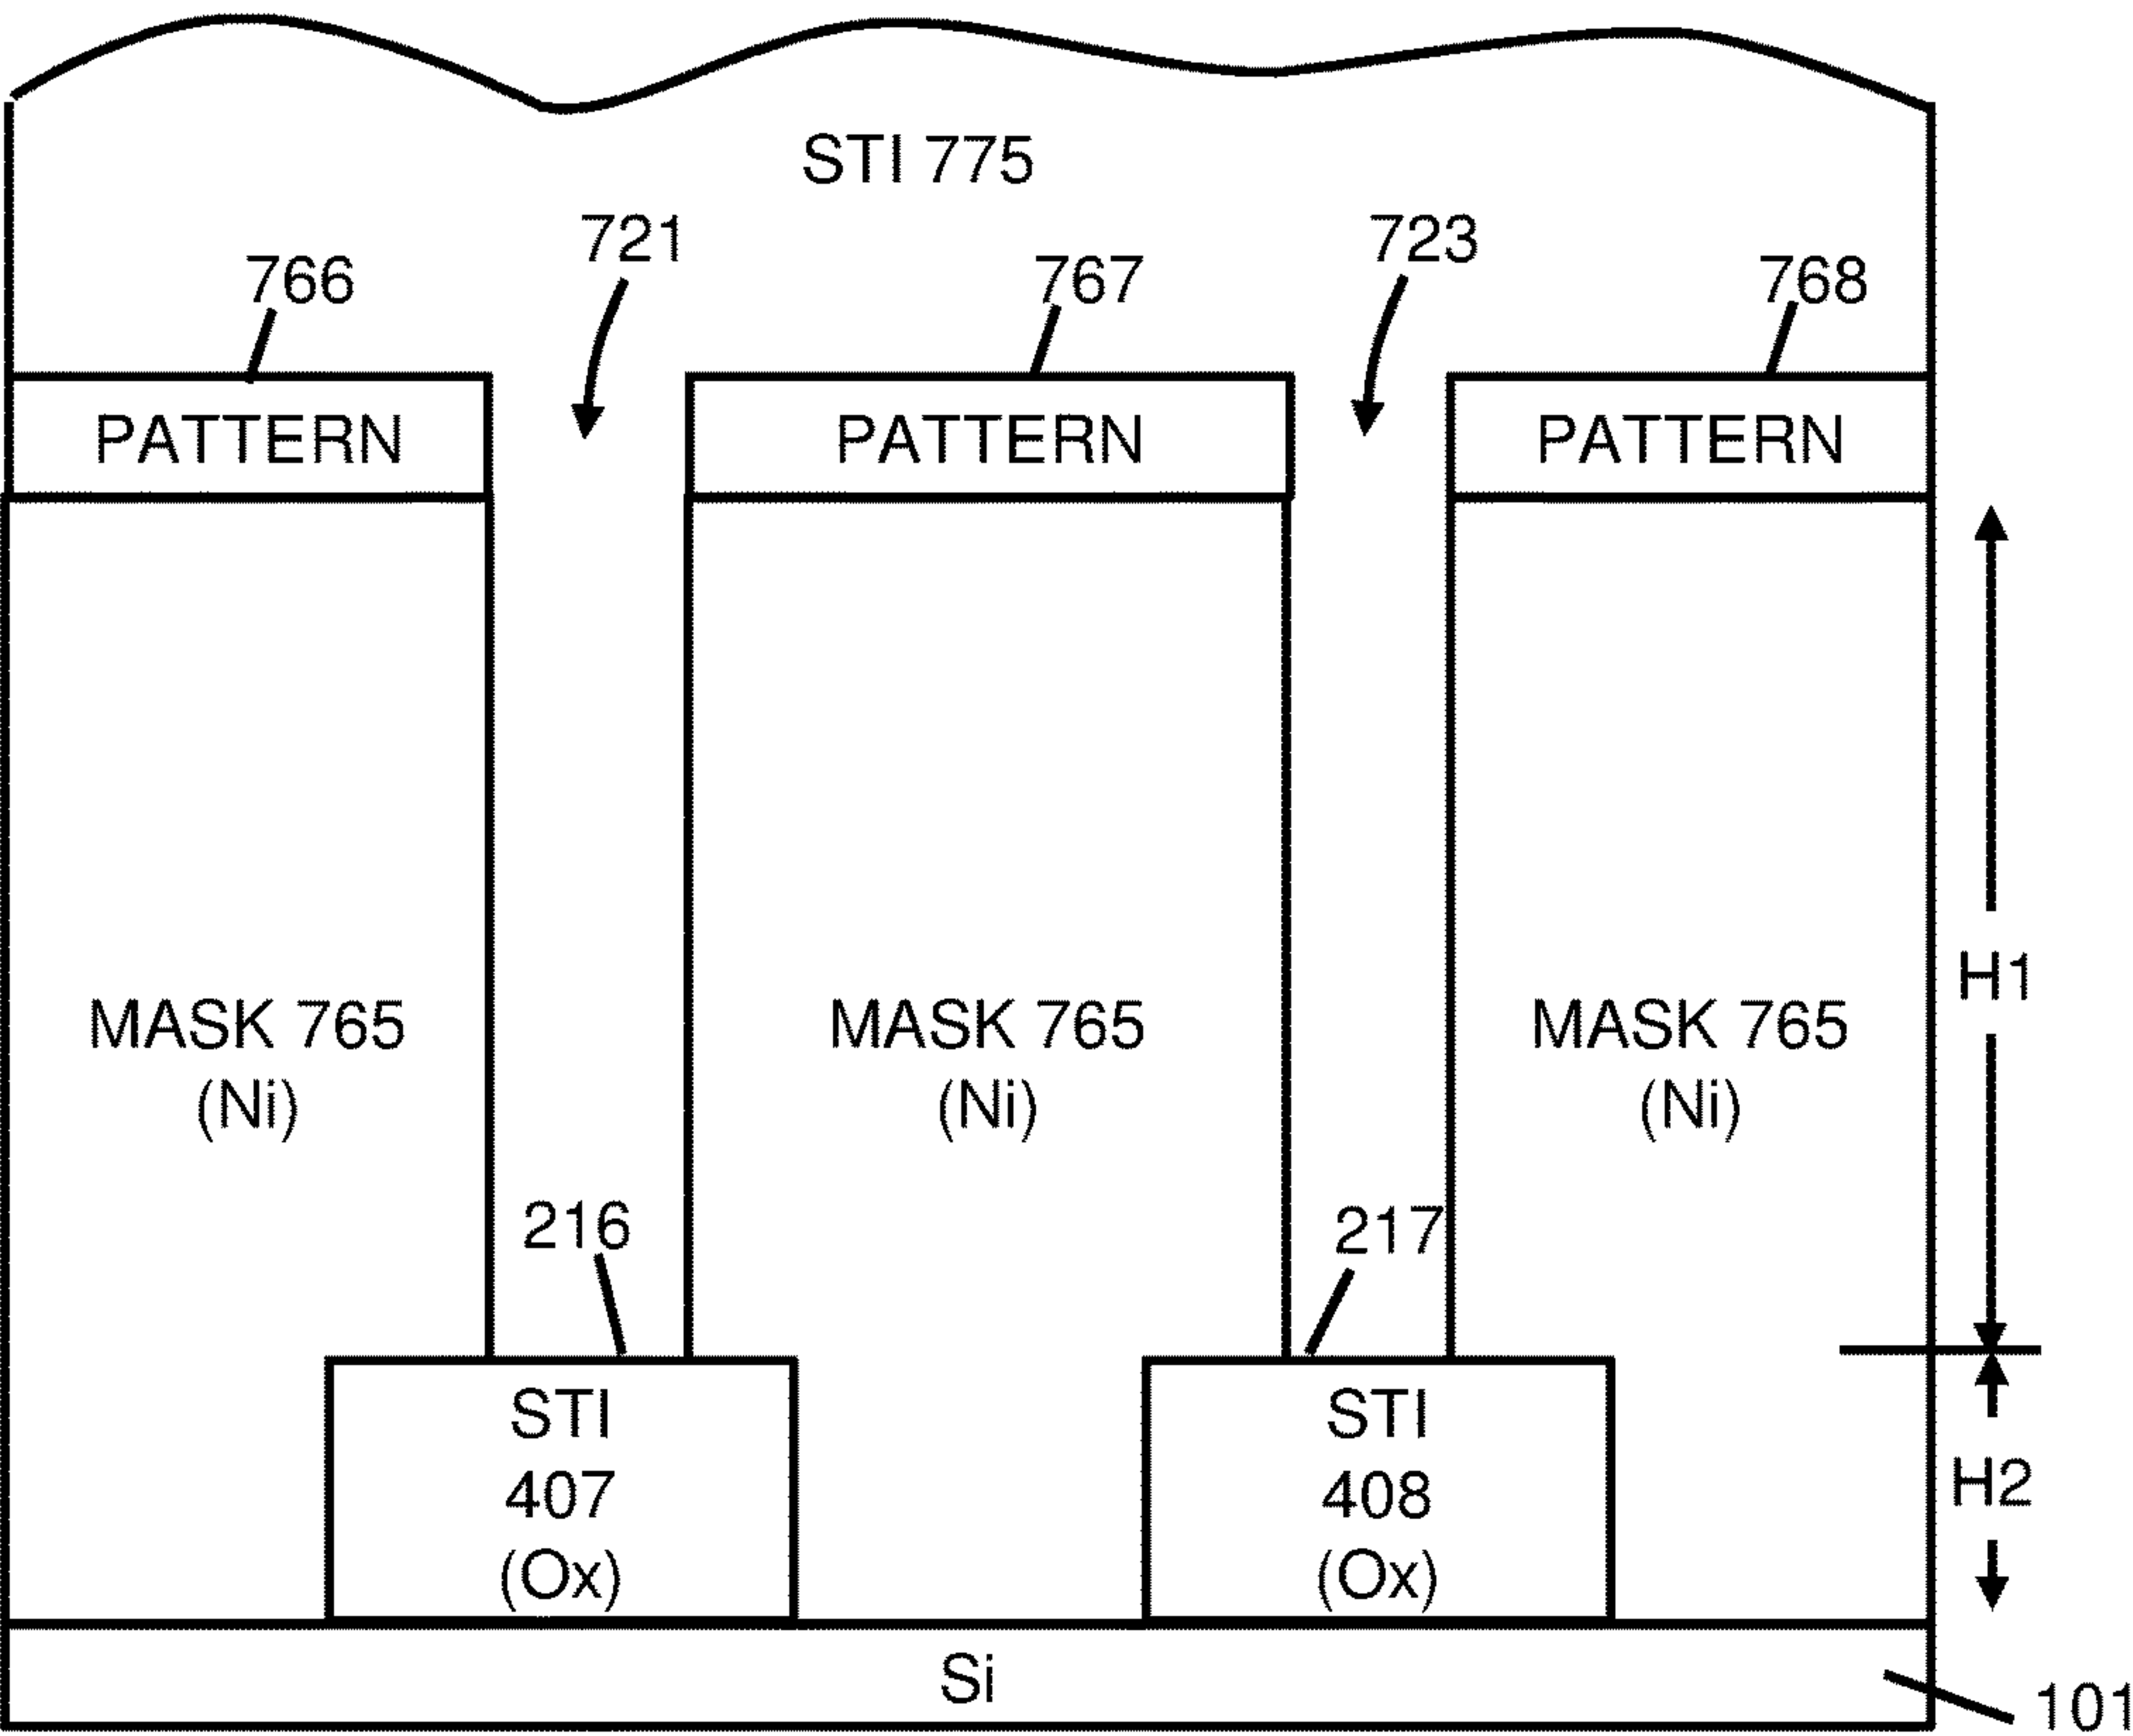 STI 775
721
723
766
767
768
PATTERN
PATTERN
PATTERN
H1
MASK 765
(Ni)
MASK 765
(Ni)
MASK 765
(Ni)
216
217
STI
407
(Ox)
STI
408
(Ox)
H2
Si
101